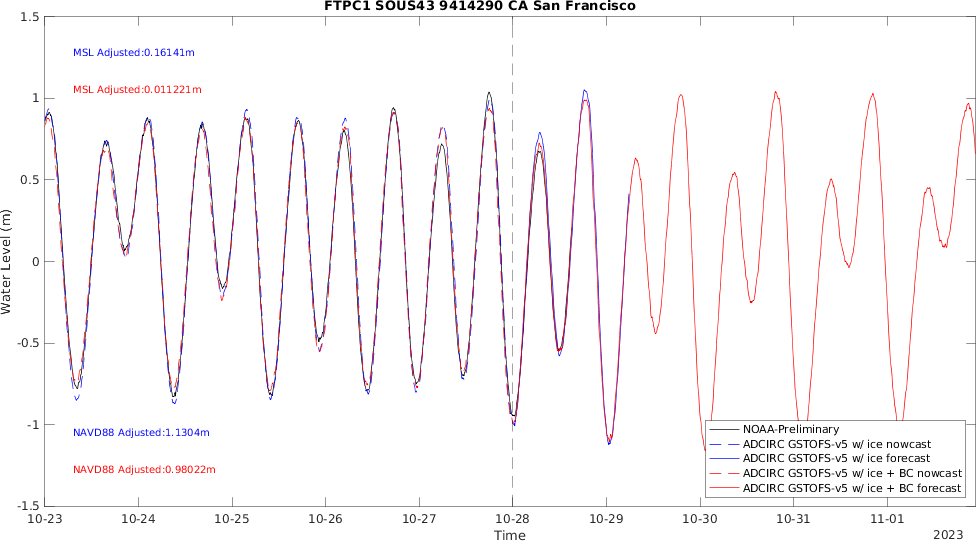 FTPC1 SOUS43 9414290 CA San Francisco
1.5
1
0.5
0
-0.5
-1
-1.5
Water Level (m)
MSL Adjusted:0.16141m
MSL Adjusted:0.011221m
NAVD88 Adjusted:1.1304m
NAVD88 Adjusted:0.98022m
NOAA-Preliminary
ADCIRC GSTOFS-v5 w/ ice nowcast
ADCIRC GSTOFS-v5 w/ ice forecast
ADCIRC GSTOFS-v5 w/ ice + BC nowcast
ADCIRC GSTOFS-v5 w/ ice + BC forecast
10-23 10-24 10-25 10-26 10-27 10-28 10-29 10-30 10-31 11-01
Time
2023